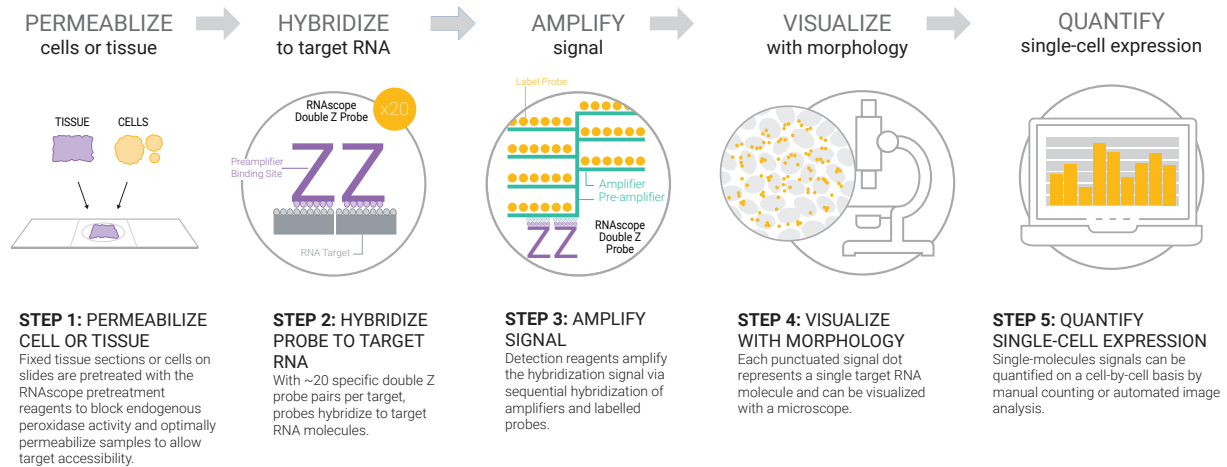 PERMEABLIZE
cells or tissue
HYBRIDIZE
to target RNA
AMPLIFY
signal
VISUALIZE
with morphology
QUANTIFY
single-cell expression
TISSUE
CELLS
RNAscope
Double Z Probe
x20
Preamplifier
Binding Site
ZZ
RNA Target
Label Probe
Amplifier
Pre-amplifier
ZZ
RNAscope
Double Z
Probe
STEP 1: PERMEABILIZE
CELL OR TISSUE
Fixed tissue sections or cells on
slides are pretreated with the
RNAscope pretreatment
reagents to block endogenous
peroxidase activity and optimally
permeabilize samples to allow
target accessibility.
STEP 2: HYBRIDIZE
PROBE TO TARGET
RNA
With ~20 specific double Z
probe pairs per target,
probes hybridize to target
RNA molecules.
STEP 3: AMPLIFY
SIGNAL
Detection reagents amplify
the hybridization signal via
sequential hybridization of
amplifiers and labelled
probes.
STEP 4: VISUALIZE
WITH MORPHOLOGY
Each punctuated signal dot
represents a single target RNA
molecule and can be visualized
with a microscope.
STEP 5: QUANTIFY
SINGLE-CELL EXPRESSION
Single-molecules signals can be
quantified on a cell-by-cell basis by
manual counting or automated image
analysis.